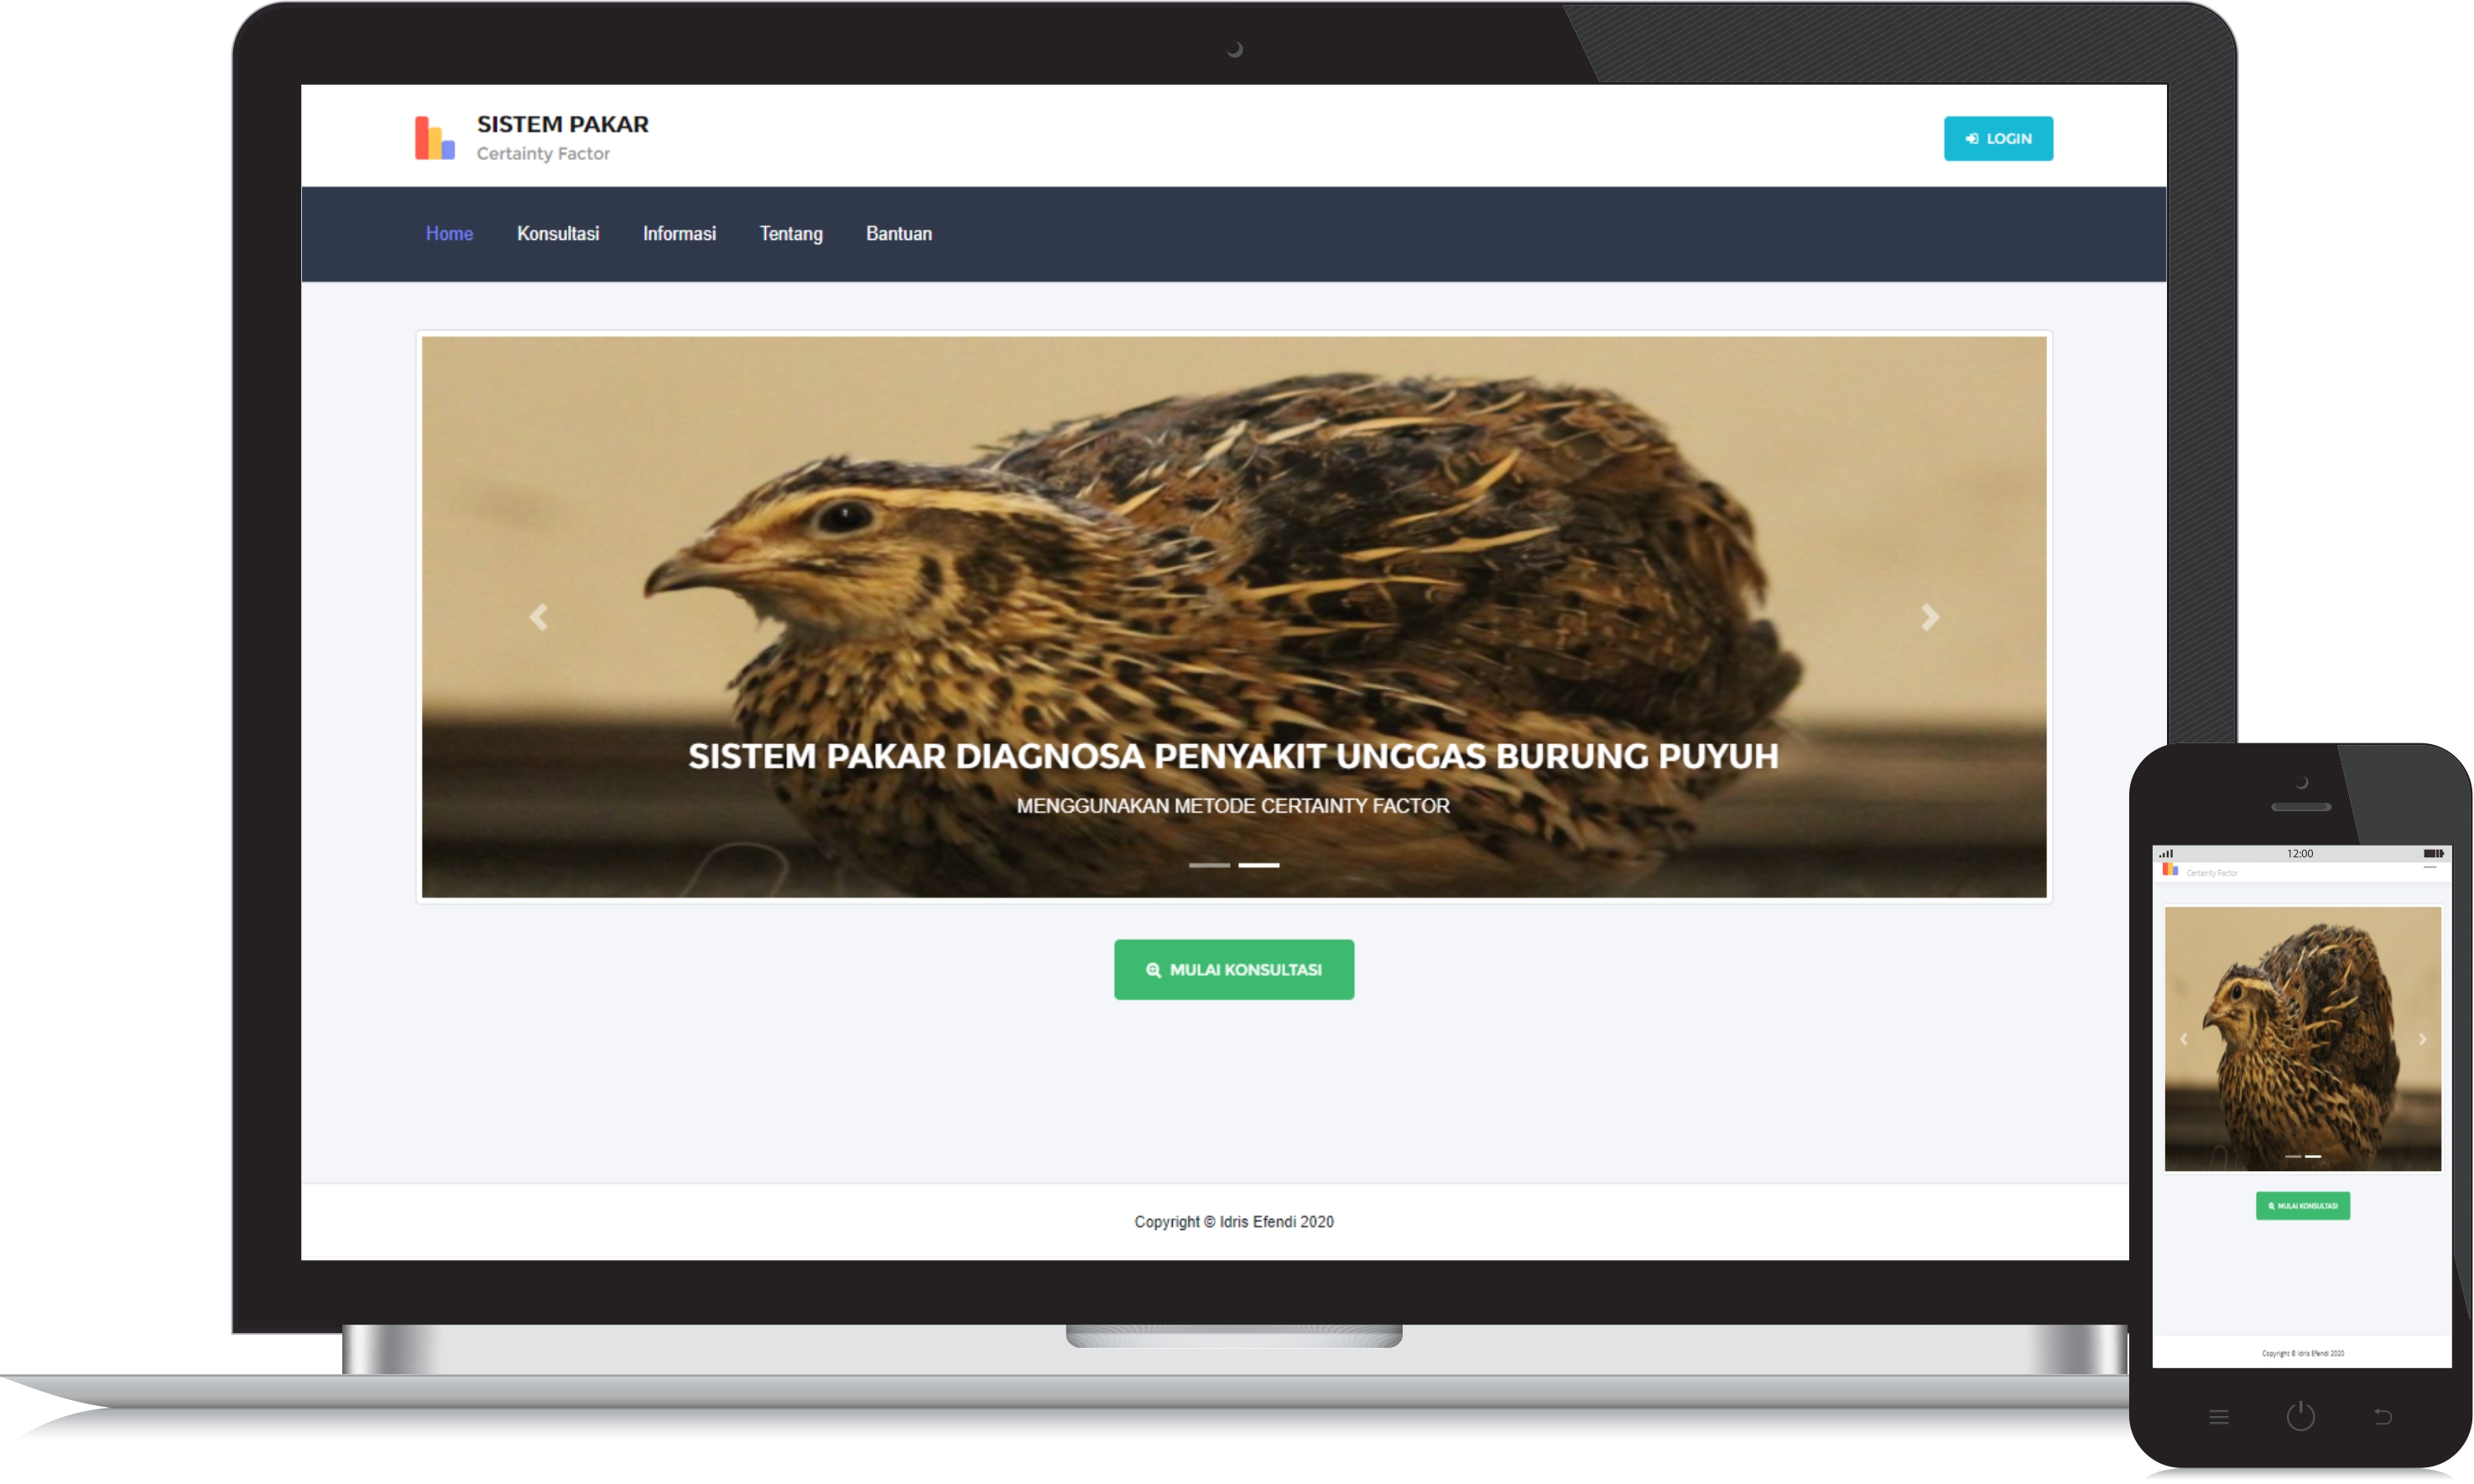 SISTEM PAKAR
Certainty Factor
LOGIN
Home Konsultasi Informasi Tentang Bantuan
SISTEM PAKAR DIAGNOSA PENYAKIT UNGGAS BURUNG PUYUH
MENGGUNAKAN METODE CERTAINTY FACTOR
MULAI KONSULTASI
Copyright © Idris Efendi 2020
12:00
Certainty Factor
MULAI KONSULTASI
Copyright © Idris Efendi 2020